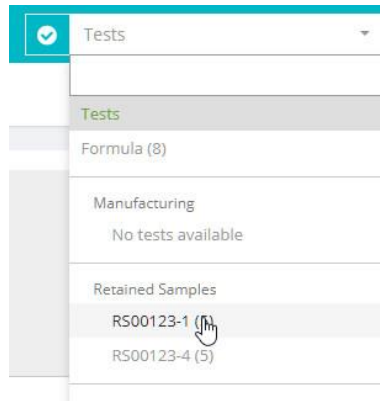 Tests
Tests
Formula (8)
Manufacturing
No tests available
Retained Samples
RS00123-1
RS00123-4 (5)